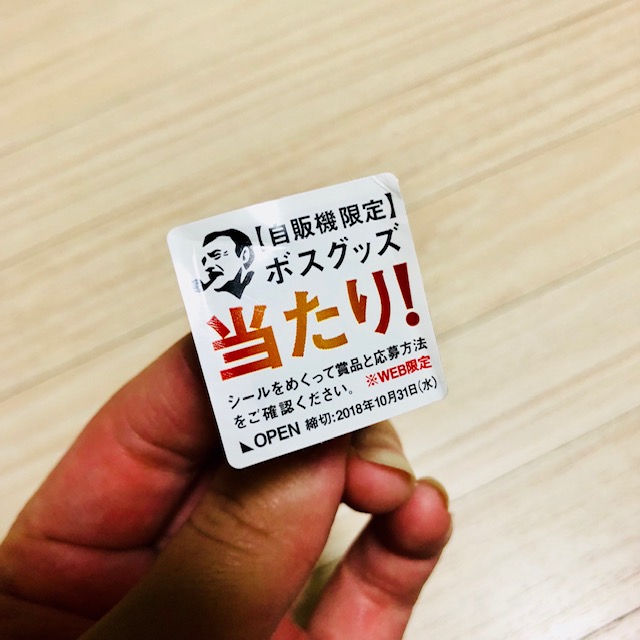 【自販機限定】
ボスグッズ
当たり!
シールをめくって賞品と応募方法
をご確認ください。 ※WEB限定
◣OPEN 締切:2018年10月31日(水)